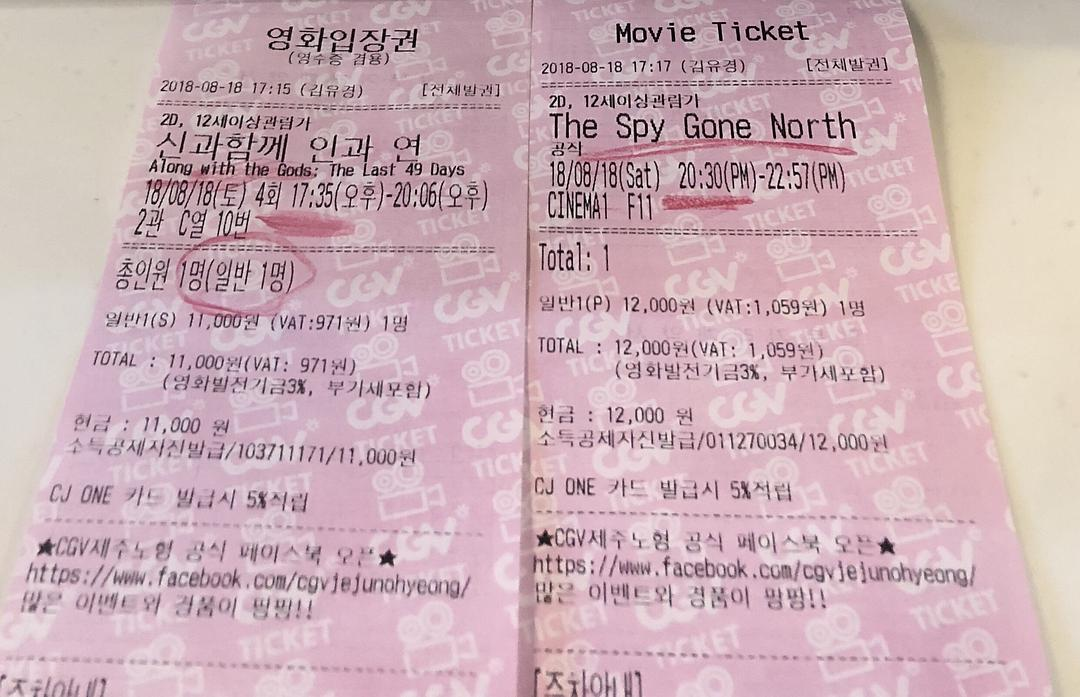 영화입장권
(영수증 겸용)
2018-08-18 17:15 (김유경) [전체발권]
2D, 12세이상관람가
신과함께 인과 연
Along with the Gods: The Last 49 Days
18/08/18(토) 4회 17:35(오후)-20:06(오후)
2관 C열 10번
총인원 1명(일반 1명)
일반1(S) 11,000원 (VAT:971원) 1명
TOTAL : 11,000원(VAT: 971원)
(영화발전기금3%, 부가세포함)
현금 : 11,000 원
소득공제자진발급/103711171/11,000원
CJ ONE 카드 발급시 5%적립
★CGV제주노형 공식 페이스북 오픈★
https://www.facebook.com/cgvjejunohyeong/
많은 이벤트와 경품이 팡팡!!
[주차안내]
Movie Ticket
2018-08-18 17:17 (김유경) [전체발권]
2D, 12세이상관람가
The Spy Gone North
공작
18/08/18(Sat) 20:30(PM)-22:57(PM)
CINEMA1 F11
Total: 1
일반1(P) 12,000원 (VAT:1,059원) 1명
TOTAL : 12,000원(VAT: 1,059원)
(영화발전기금3%, 부가세포함)
현금 : 12,000 원
소득공제자진발급/011270034/12,000원
CJ ONE 카드 발급시 5%적립
★CGV제주노형 공식 페이스북 오픈★
https://www.facebook.com/cgvjejunohyeong/
많은 이벤트와 경품이 팡팡!!
[주차안내]